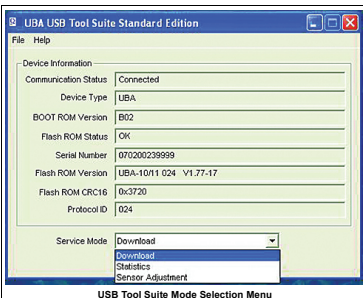 UBA USB Tool Suite Standard Edition
File Help
Device Information
Communication Status Connected
Device Type UBA
BOOT ROM Version B02
Flash ROM Status OK
Serial Number 070200239999
Flash ROM Version UBA-10/11 024 V1.77-17
Flash ROM CRC16 0x3720
Protocol ID 024
Service Mode Download
Download
Statistics
Sensor Adjustment
USB Tool Suite Mode Selection Menu